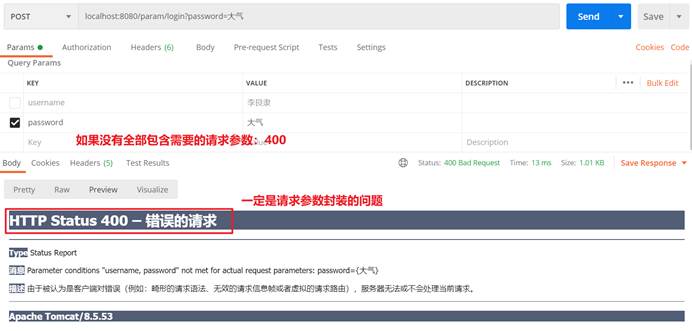 POST localhost:8080/param/login?password=大气 Send Save
Params Authorization Headers (6) Body Pre-request Script Tests Settings Cookies Code
Query Params
KEY VALUE DESCRIPTION ••• Bulk Edit
username 李良隶
password 大气
Key Description
如果没有全部包含需要的请求参数：400
Body Cookies Headers (5) Test Results Status: 400 Bad Request Time: 13 ms Size: 1.01 KB Save Response
Pretty Raw Preview Visualize
一定是请求参数封装的问题
HTTP Status 400 – 错误的请求
Type Status Report
消息 Parameter conditions "username, password" not met for actual request parameters: password={大气}
描述 由于被认为是客户端对错误（例如：畸形的请求语法、无效的请求信息帧或者虚拟的请求路由），服务器无法或不会处理当前请求。
Apache Tomcat/8.5.53